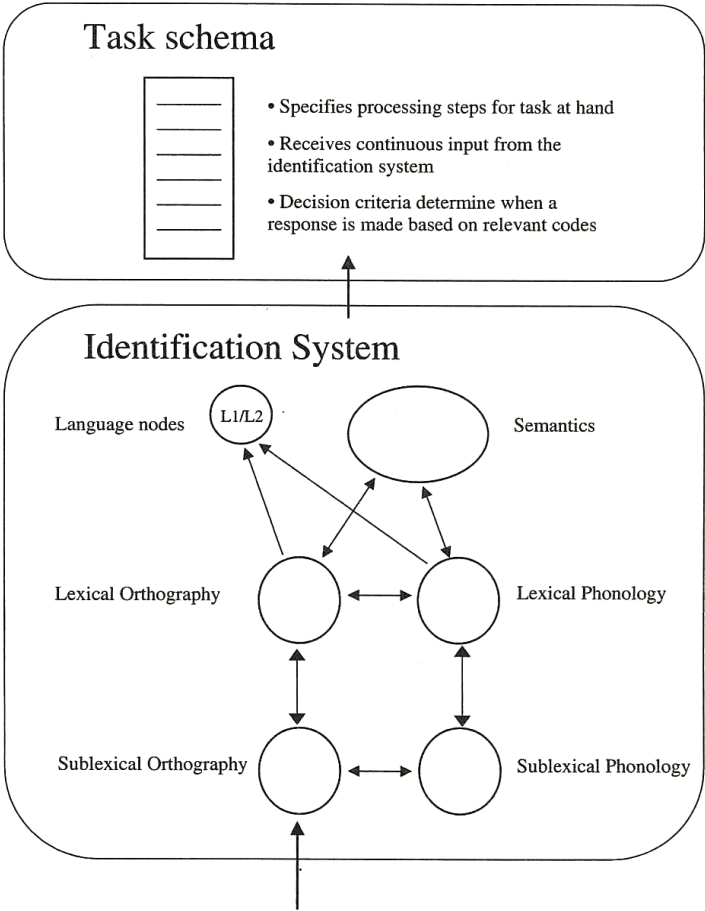 Task schema
• Specifies processing steps for task at hand
• Receives continuous input from the
identification system
• Decision criteria determine when a
response is made based on relevant codes
Identification System
Language nodes
L1/L2
Semantics
Lexical Orthography
Lexical Phonology
Sublexical Orthography
Sublexical Phonology